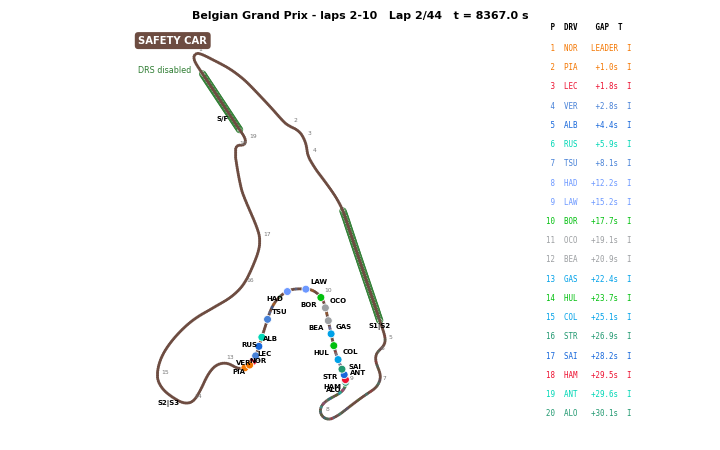 Belgian Grand Prix - laps 2-10   Lap 2/44   t = 8367.0 s
SAFETY CAR
DRS disabled
P DRV GAP T
1 NOR LEADER I
2 PIA +1.0s I
3 LEC +1.8s I
4 VER +2.8s I
5 ALB +4.4s I
6 RUS +5.9s I
7 TSU +8.1s I
8 HAD +12.2s I
9 LAW +15.2s I
10 BOR +17.7s I
11 OCO +19.1s I
12 BEA +20.9s I
13 GAS +22.4s I
14 HUL +23.7s I
15 COL +25.1s I
16 STR +26.9s I
17 SAI +28.2s I
18 HAM +29.5s I
19 ANT +29.6s I
20 ALO +30.1s I
S/F
19
2
3
4
17
16
LAW
HAD
10
BOR
OCO
TSU
BEA
GAS
S1|S2
5
ALB
RUS
LEC
HUL
COL
13
NOR
VER
PIA
SAI
ANT
STR
HAM
ALO
9
7
15
S2|S3
8